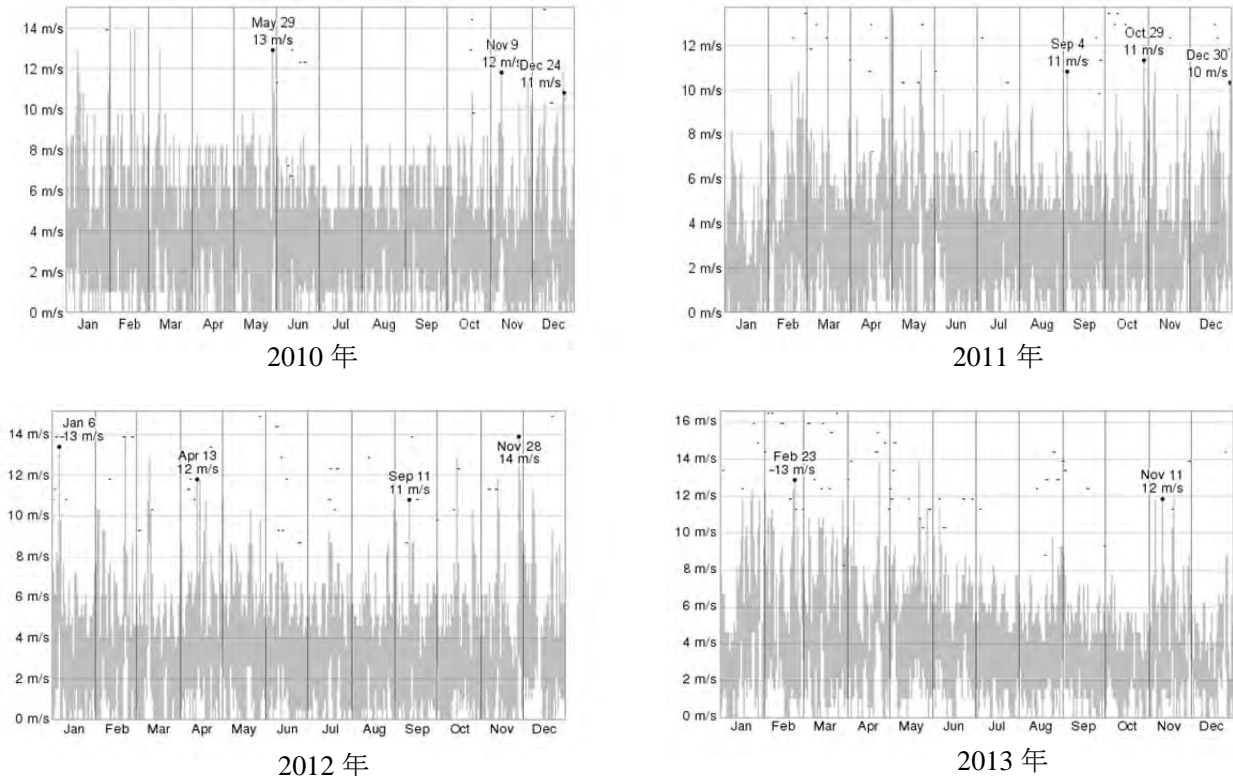 14 m/s
12 m/s
10 m/s
8 m/s
6 m/s
4 m/s
2 m/s
0 m/s
May 29
13 m/s
Nov 9
12 m/s
Dec 24
11 m/s
Jan Feb Mar Apr May Jun Jul Aug Sep Oct Nov Dec
2010 年
12 m/s
10 m/s
8 m/s
6 m/s
4 m/s
2 m/s
0 m/s
Sep 4
11 m/s
Oct 29
11 m/s
Dec 30
10 m/s
Jan Feb Mar Apr May Jun Jul Aug Sep Oct Nov Dec
2011 年
14 m/s
12 m/s
10 m/s
8 m/s
6 m/s
4 m/s
2 m/s
0 m/s
Jan 6
13 m/s
Apr 13
12 m/s
Sep 11
11 m/s
Nov 28
14 m/s
Jan Feb Mar Apr May Jun Jul Aug Sep Oct Nov Dec
2012 年
16 m/s
14 m/s
12 m/s
10 m/s
8 m/s
6 m/s
4 m/s
2 m/s
0 m/s
Feb 23
13 m/s
Nov 11
12 m/s
Jan Feb Mar Apr May Jun Jul Aug Sep Oct Nov Dec
2013 年